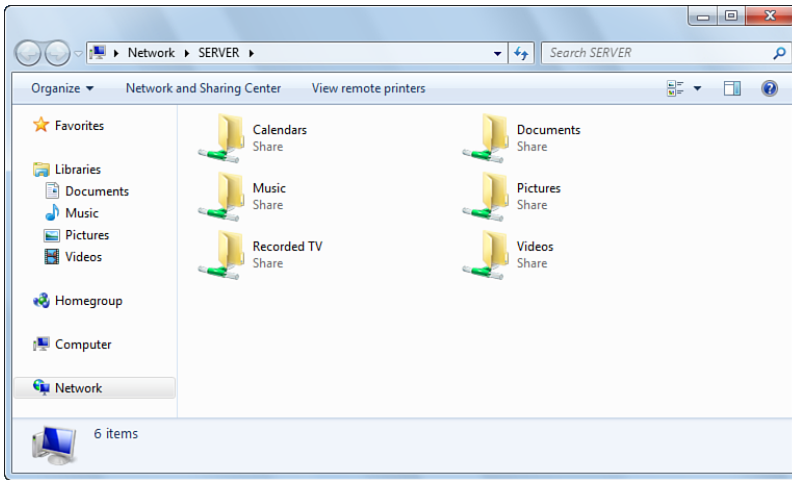 Network SERVER
Search SERVER
Organize Network and Sharing Center View remote printers
Favorites
Libraries
Documents
Music
Pictures
Videos
Homegroup
Computer
Network
Calendars
Share
Documents
Share
Music
Share
Pictures
Share
Recorded TV
Share
Videos
Share
6 items